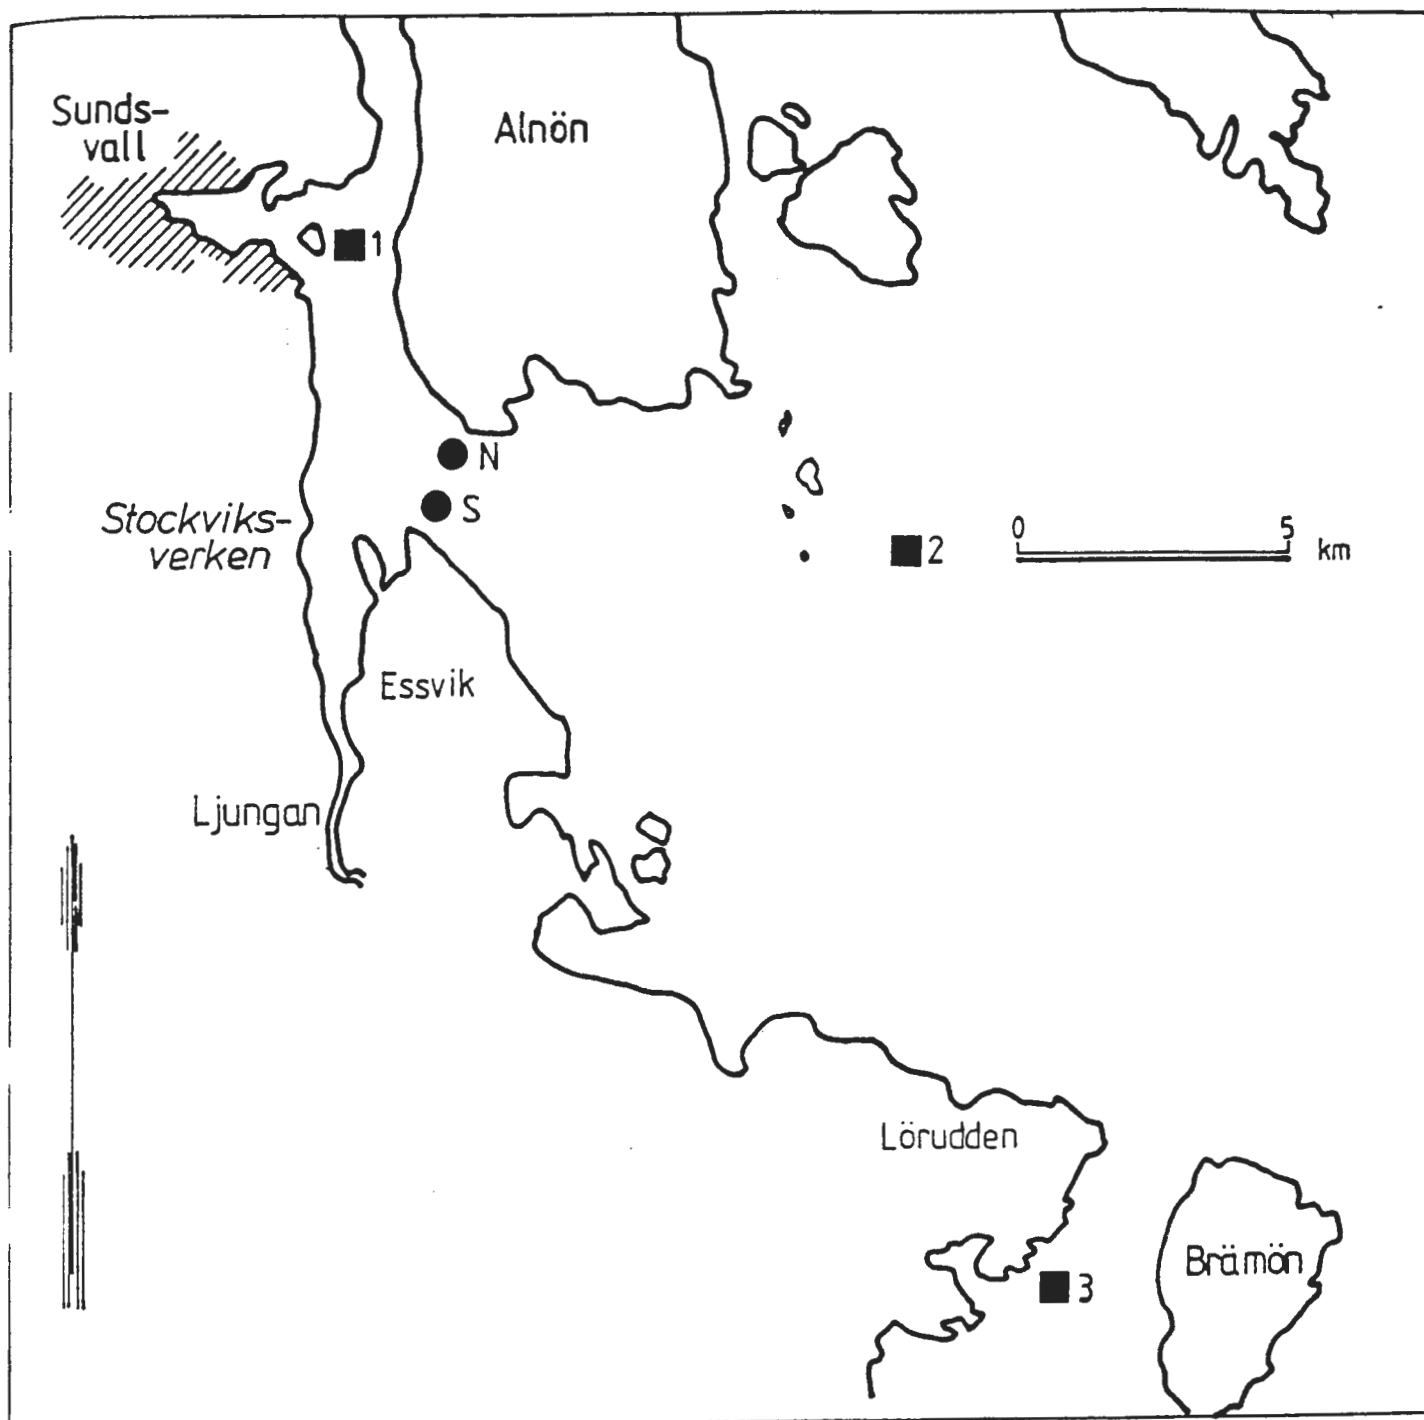 Sunds-
vall
Alnön
1
N
S
Stockviks-
verken
2
0 5
km
Essvik
Ljungan
Lörudden
Brämön
3